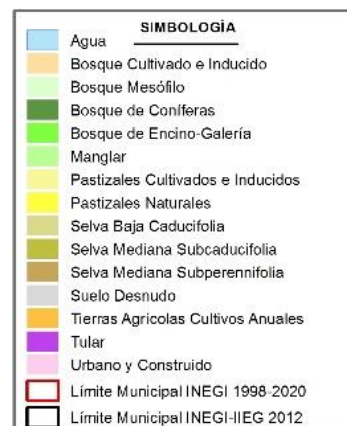 SIMBOLOGÍA
Agua
Bosque Cultivado e Inducido
Bosque Mesófilo
Bosque de Coníferas
Bosque de Encino-Galería
Manglar
Pastizales Cultivados e Inducidos
Pastizales Naturales
Selva Baja Caducifolia
Selva Mediana Subcaducifolia
Selva Mediana Subperennifolia
Suelo Desnudo
Tierras Agricolas Cultivos Anuales
Tular
Urbano y Construido
Límite Municipal INEGI 1998-2020
Límite Municipal INEGI-IIEG 2012